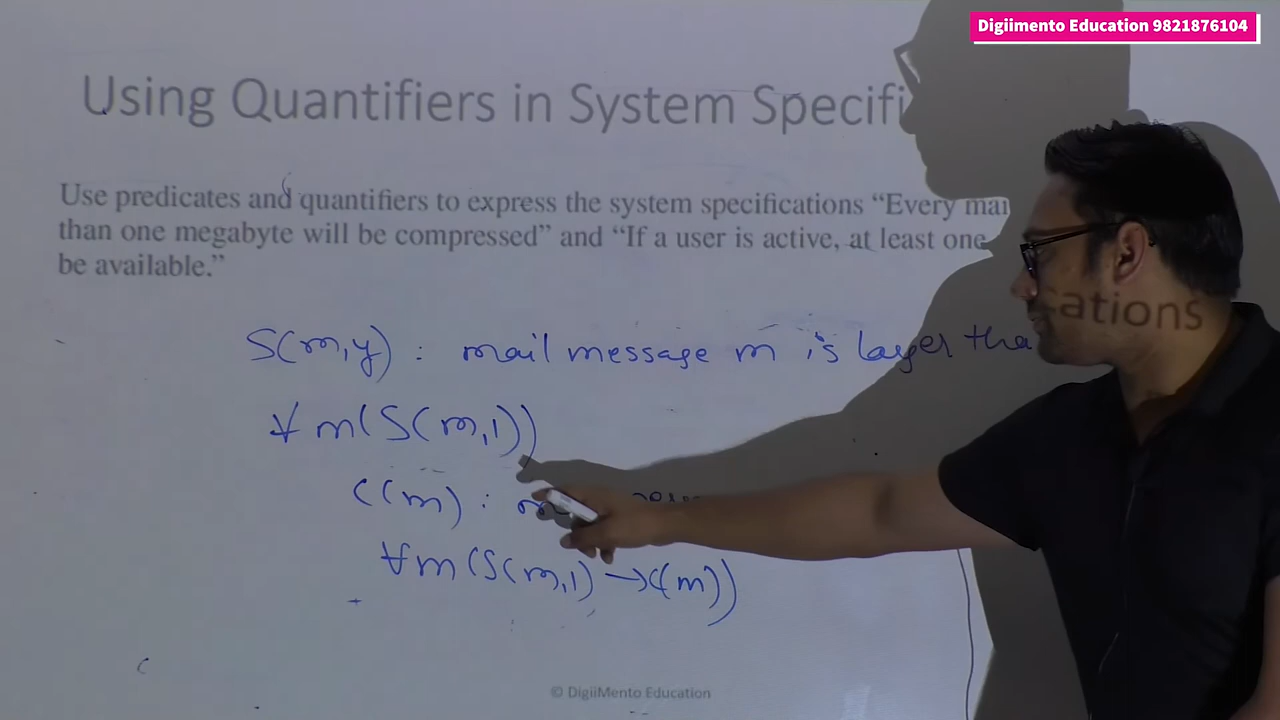 Digiimento Education 9821876104
Using Quantifiers in System Specifi
cations
Use predicates and quantifiers to express the system specifications “Every mai
than one megabyte will be compressed” and “If a user is active, at least one
be available.”
S(m,y) : mail message m is layer tha
∀ m(S(m,1))
C(m) : m
∀m(S(m,1) → C(m))
© DigiiMento Education